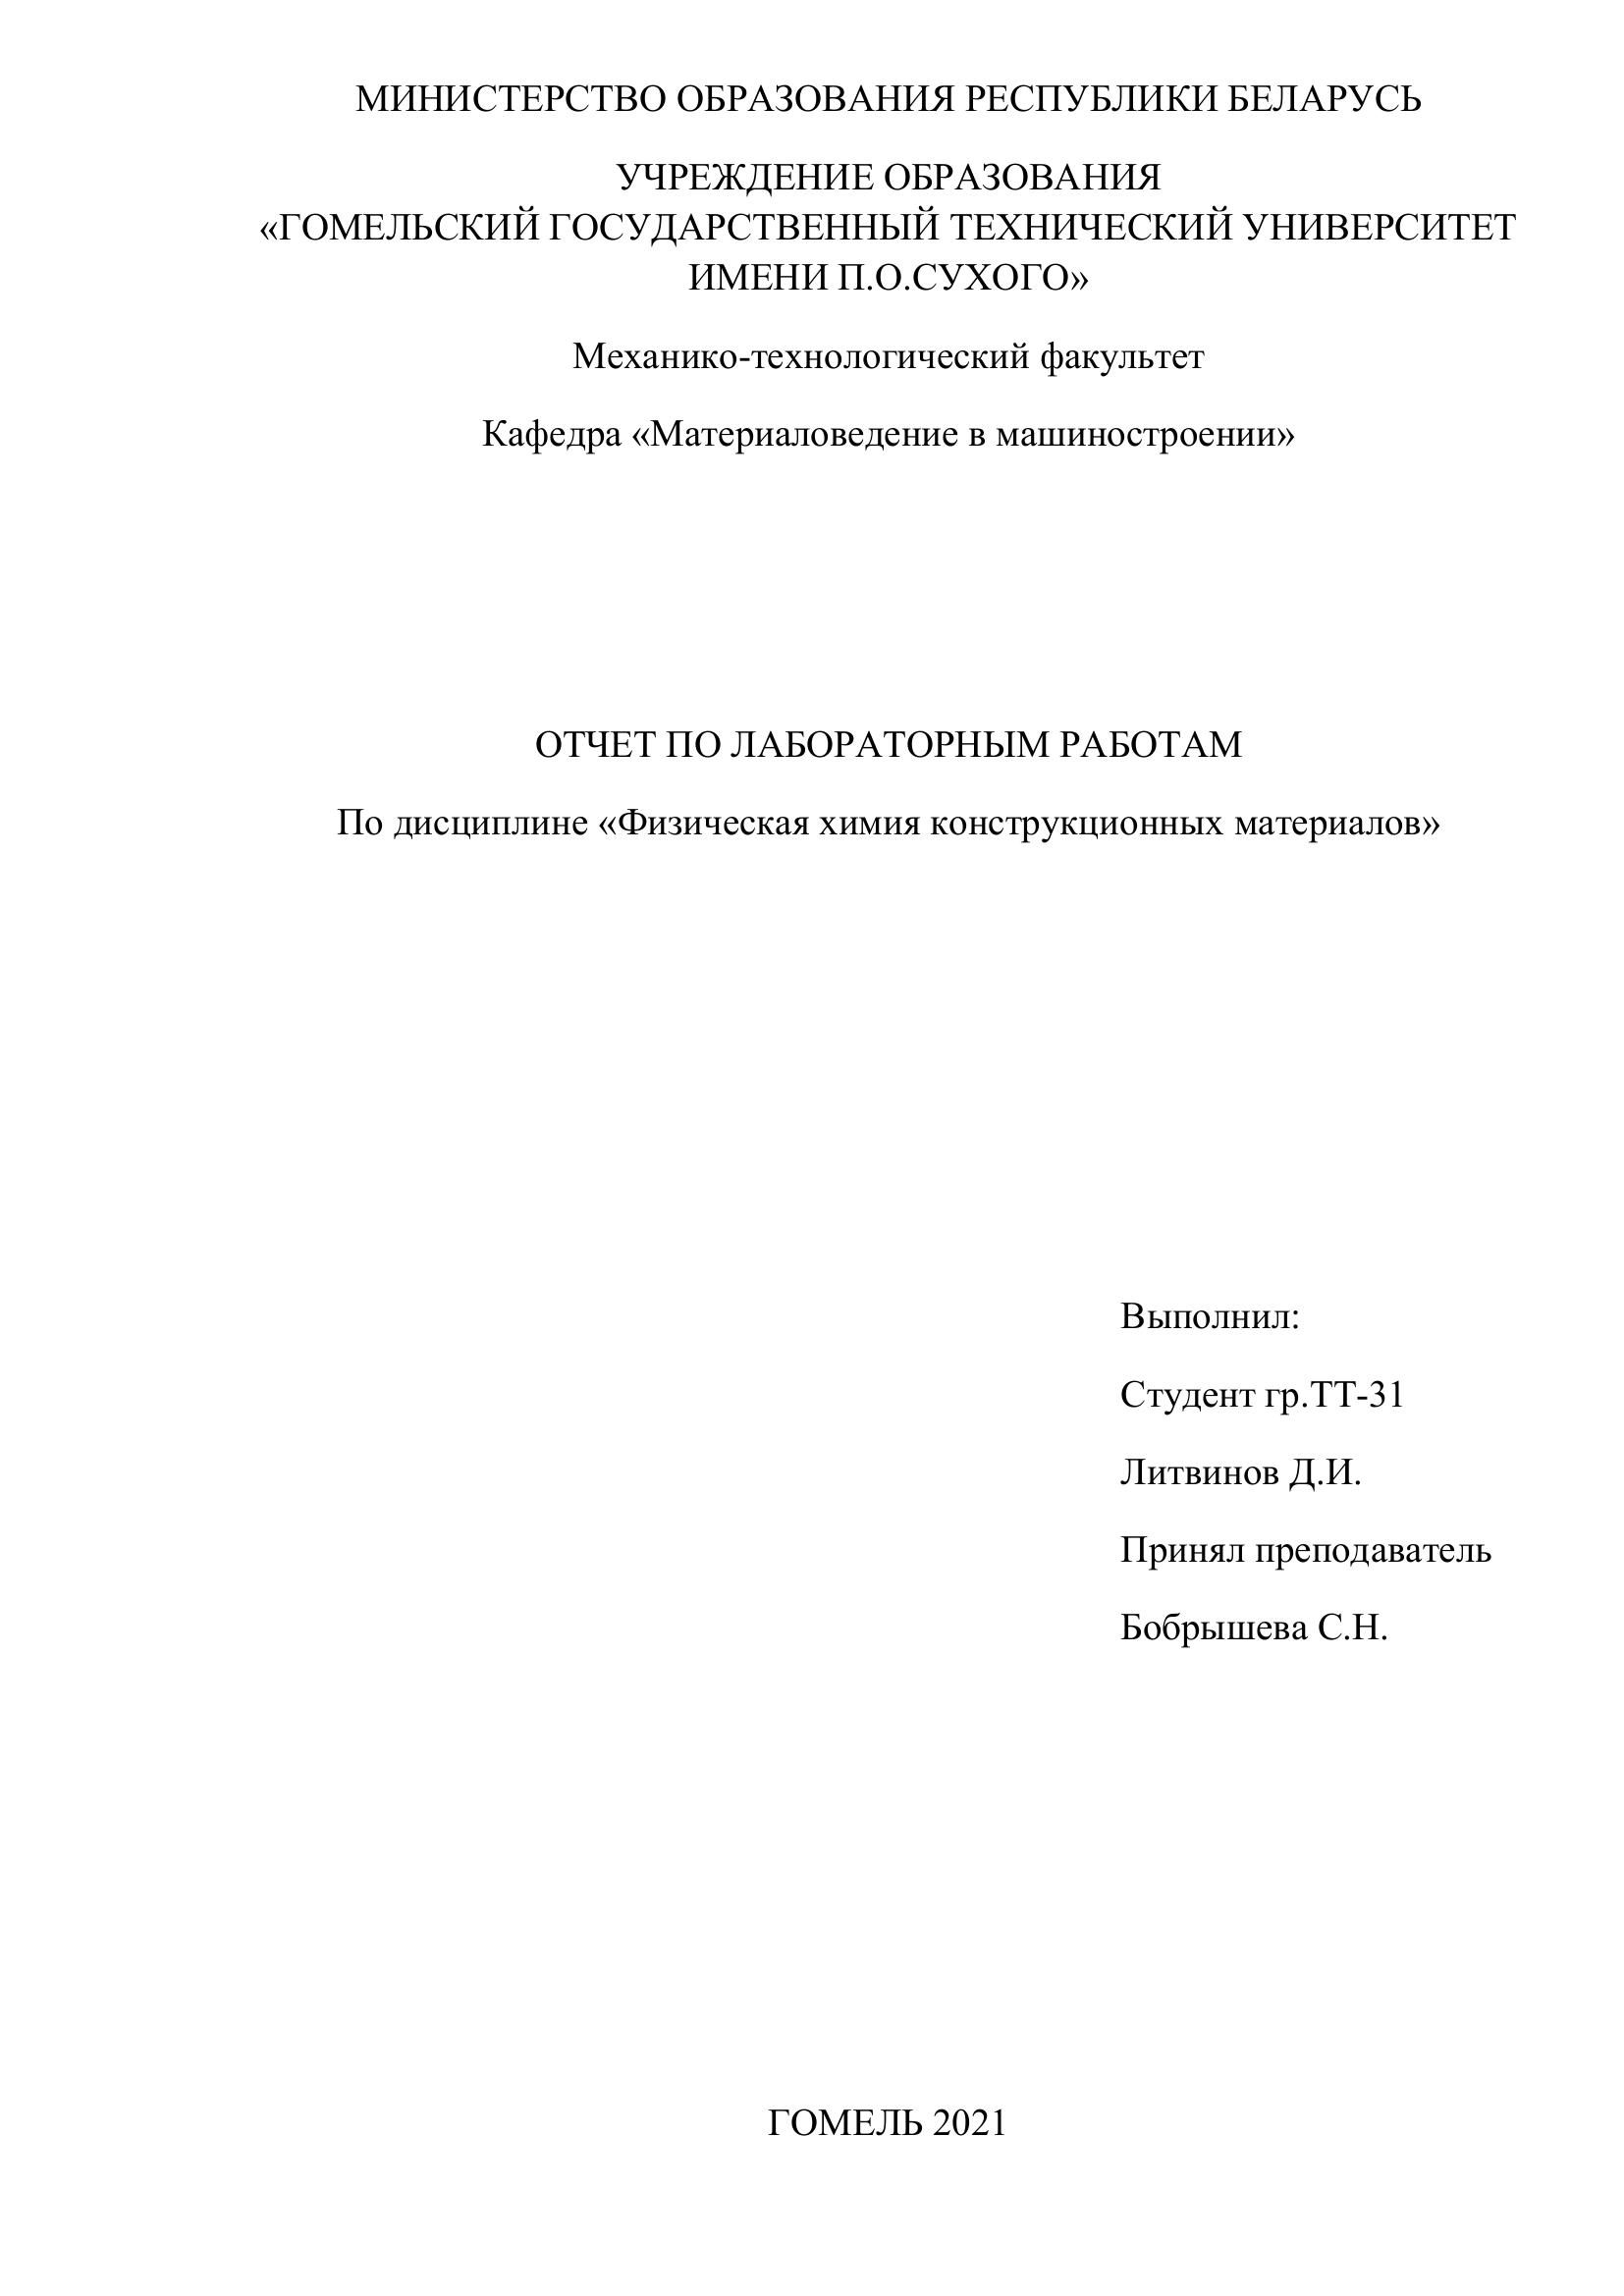 МИНИСТЕРСТВО ОБРАЗОВАНИЯ РЕСПУБЛИКИ БЕЛАРУСЬ
УЧРЕЖДЕНИЕ ОБРАЗОВАНИЯ
«ГОМЕЛЬСКИЙ ГОСУДАРСТВЕННЫЙ ТЕХНИЧЕСКИЙ УНИВЕРСИТЕТ
ИМЕНИ П.О.СУХОГО»
Механико-технологический факультет
Кафедра «Материаловедение в машиностроении»
ОТЧЕТ ПО ЛАБОРАТОРНЫМ РАБОТАМ
По дисциплине «Физическая химия конструкционных материалов»
Выполнил:
Студент гр.ТТ-31
Литвинов Д.И.
Принял преподаватель
Бобрышева С.Н.
ГОМЕЛЬ 2021